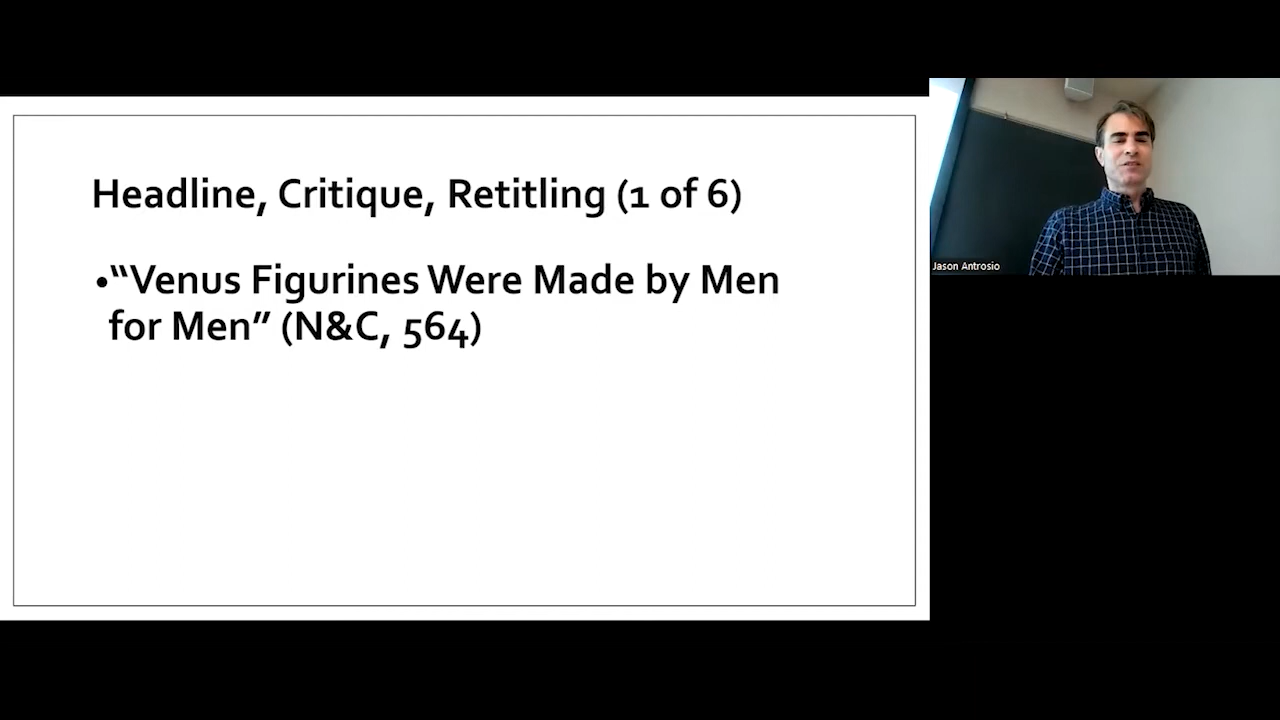 Headline, Critique, Retitling (1 of 6)
•“Venus Figurines Were Made by Men
for Men” (N&C, 564)
Jason Antrosio